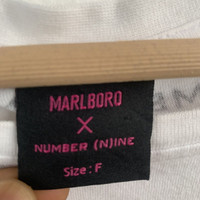 MARLBORO
X
NUMBER (N)INE
Size: F